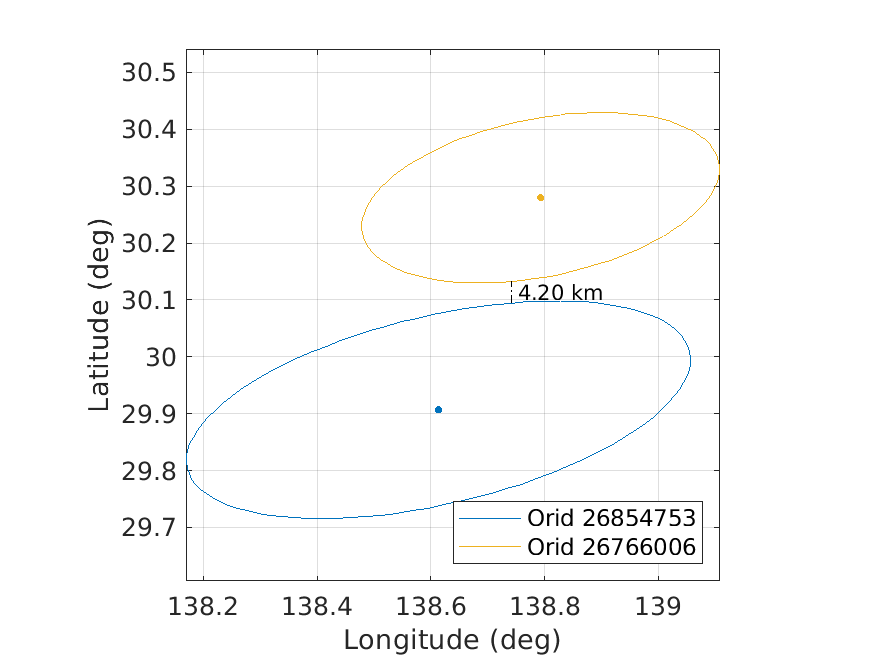 30.5
30.4
30.3
30.2
30.1
30
29.9
29.8
29.7
Latitude (deg)
4.20 km
Orid 26854753
Orid 26766006
138.2 138.4 138.6 138.8 139
Longitude (deg)